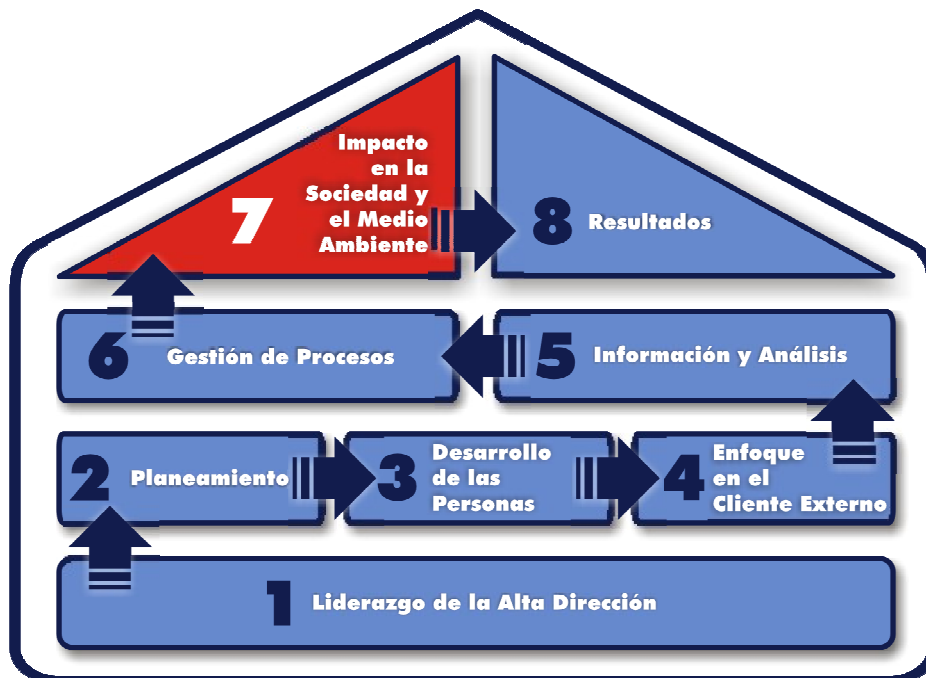 7
Impacto
en la
Sociedad y
el Medio
Ambiente
8 Resultados
6 Gestión de Procesos
5 Información y Análisis
2 Planeamiento
3
Desarrollo
de las
Personas
4
Enfoque
en el
Cliente Externo
1 Liderazgo de la Alta Dirección